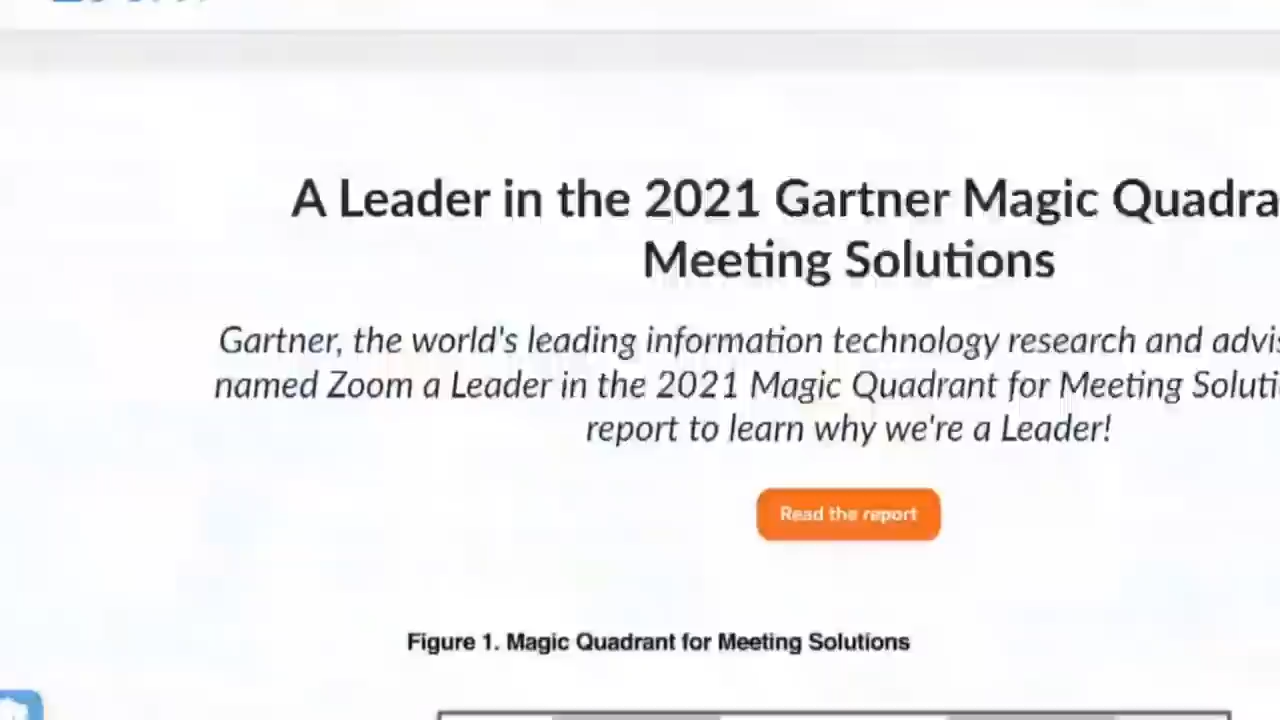 A Leader in the 2021 Gartner Magic Quadra
Meeting Solutions
Gartner, the world's leading information technology research and advis
named Zoom a Leader in the 2021 Magic Quadrant for Meeting Soluti
report to learn why we're a Leader!
Read the report
Figure 1. Magic Quadrant for Meeting Solutions